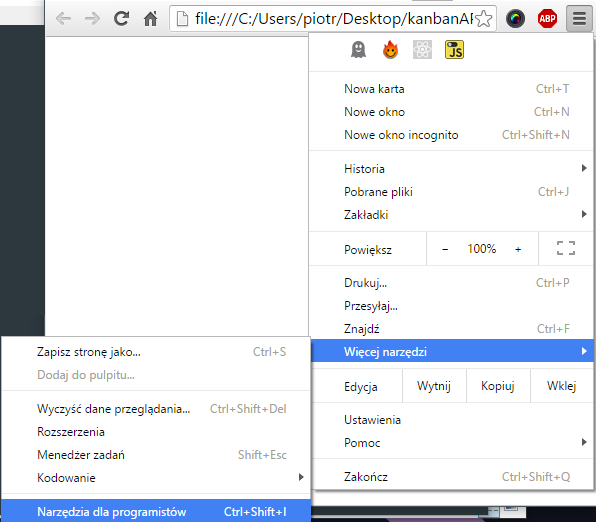 file:///C:/Users/piotr/Desktop/kanbanAF
ABP
JS
Nowa karta Ctrl+T
Nowe okno Ctrl+N
Nowe okno incognito Ctrl+Shift+N
Historia
Pobrane pliki Ctrl+J
Zakładki
Powiększ − 100% +
Drukuj... Ctrl+P
Przesyłaj...
Znajdź Ctrl+F
Więcej narzędzi
Edycja Wytnij Kopiuj Wklej
Ustawienia
Pomoc
Zakończ Ctrl+Shift+Q
Zapisz stronę jako... Ctrl+S
Dodaj do pulpitu...
Wyczyść dane przeglądania... Ctrl+Shift+Del
Rozszerzenia
Menedżer zadań Shift+Esc
Kodowanie
Narzędzia dla programistów Ctrl+Shift+I